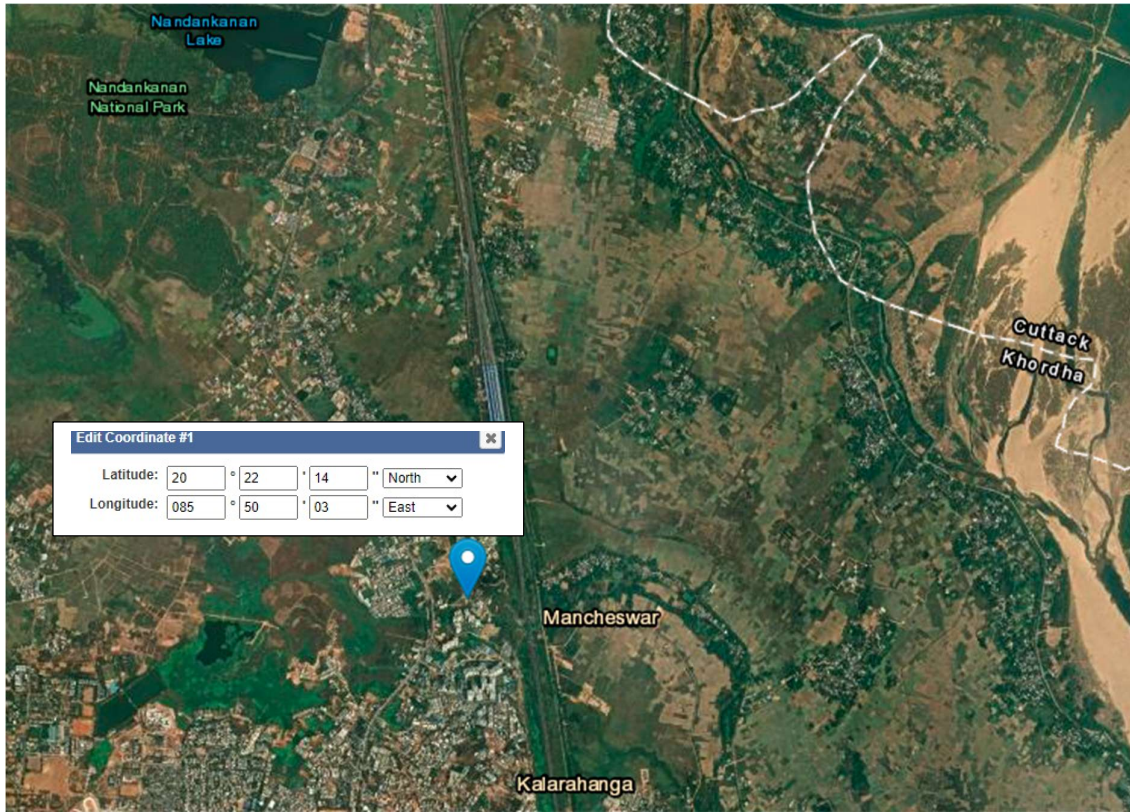 Nandankanan
Lake
Nandankanan
National Park
Cuttack
Khordha
Edit Coordinate #1
Latitude: 20 ° 22 ' 14 " North
Longitude: 085 ° 50 ' 03 " East
Mancheswar
Kalarahanga